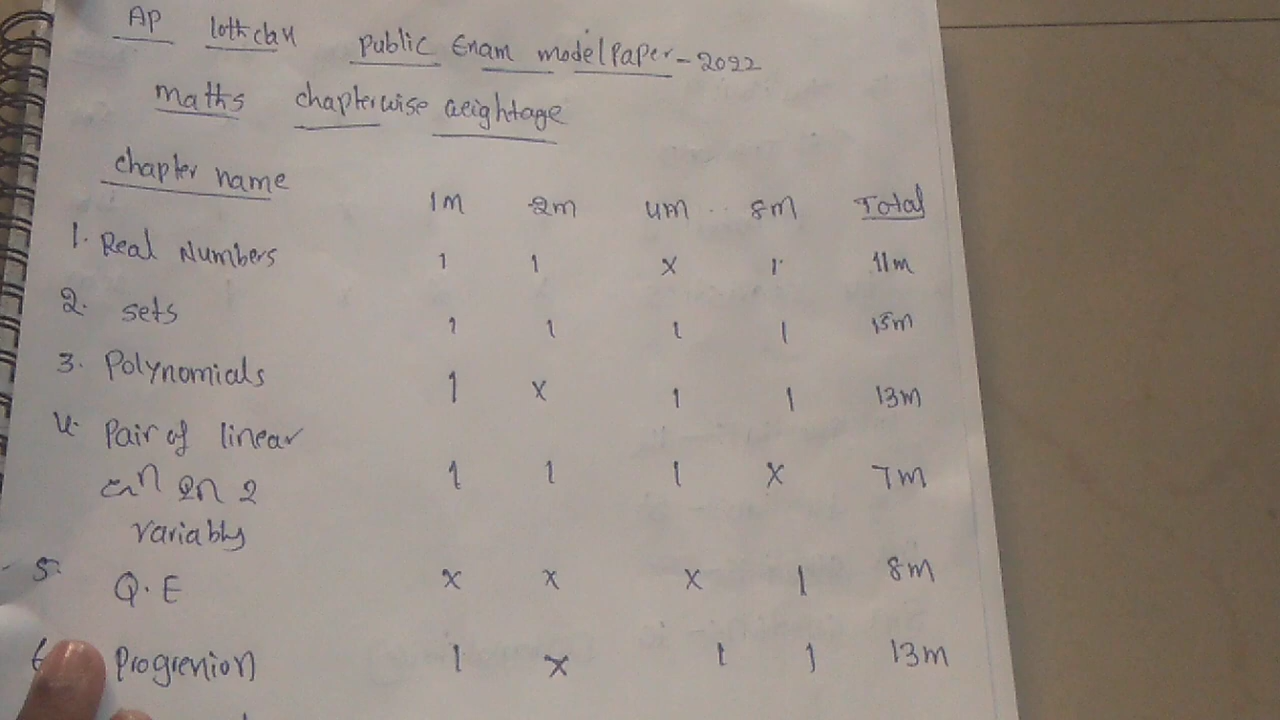 AP 10th class Public Exam model Paper - 2022
maths chapterwise weightage
chapter name 1m 2m 4m 8m Total
1. Real Numbers 1 1 x 1 11m
2. sets 1 1 1 1 15m
3. Polynomials 1 x 1 1 13m
4. Pair of linear
eqn in 2 1 1 1 x 7m
variables
5. Q.E x x x 1 8m
6 Progression 1 x 1 1 13m